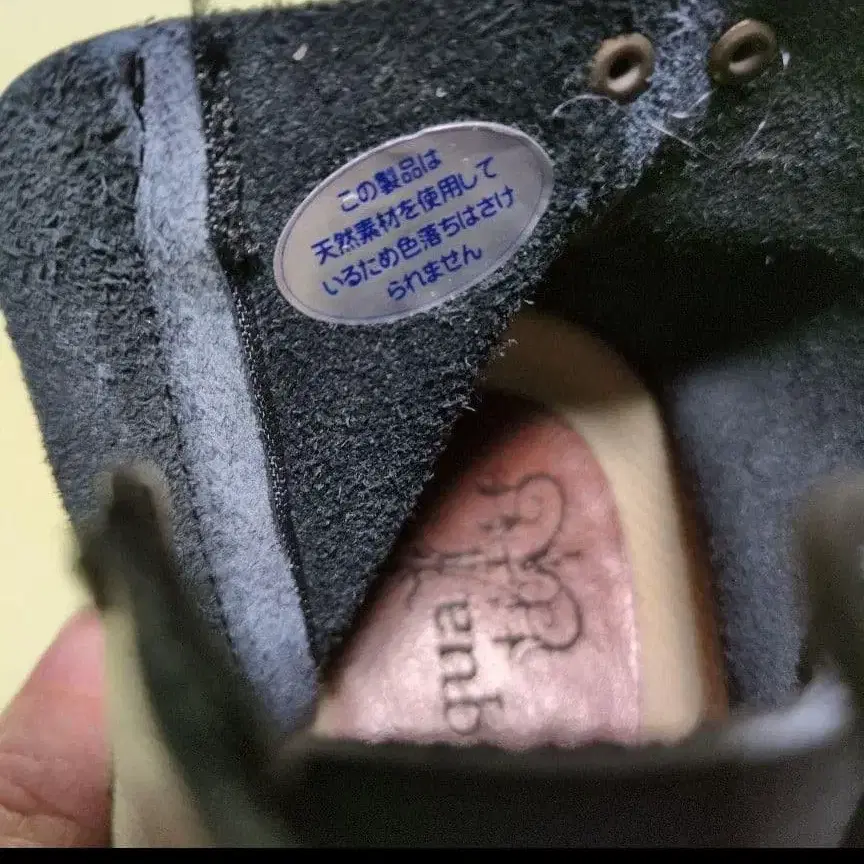 この製品は
天然素材を使用して
いるため色落ちはさけ
られません